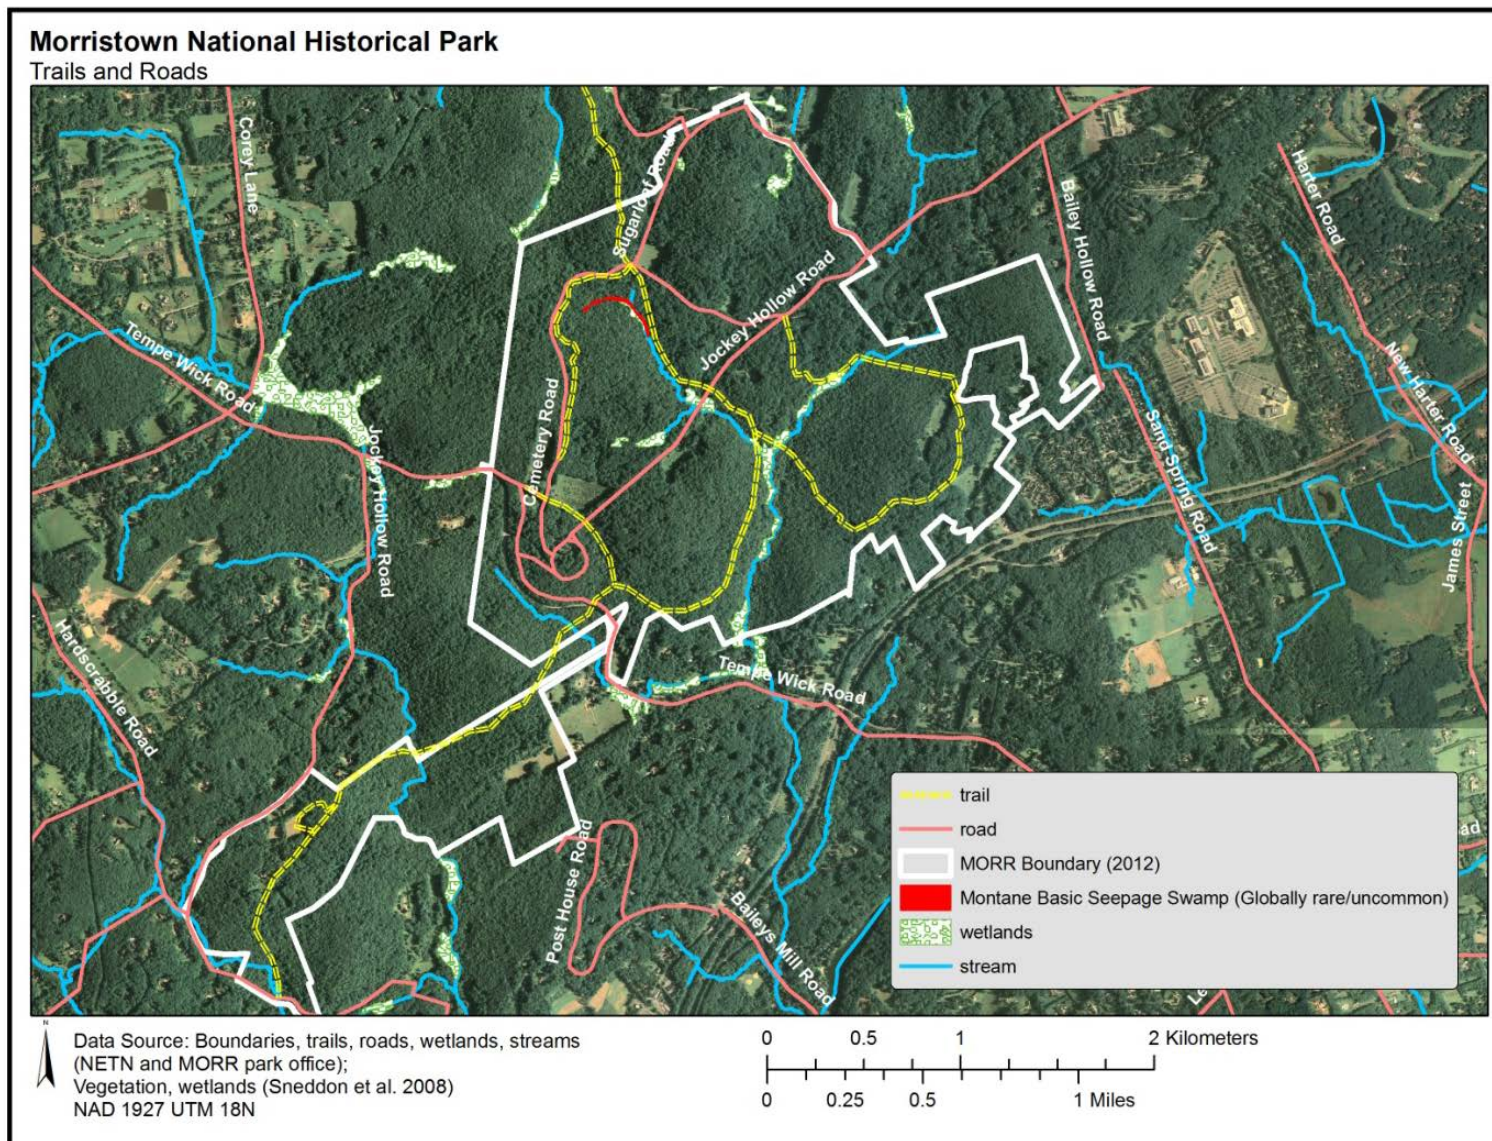 Morristown National Historical Park
Trails and Roads
Corey Lane
Sugarloaf Road
Harter Road
Bailey Hollow Road
Jockey Hollow Road
Tempe Wick Road
New Harter Road
Cemetery Road
Jockey Hollow Road
Sand Spring Road
James Street
Hardscrabble Road
Tempe Wick Road
Post House Road
Baileys Mill Road
trail
road
MORR Boundary (2012)
Montane Basic Seepage Swamp (Globally rare/uncommon)
wetlands
stream
N
Data Source: Boundaries, trails, roads, wetlands, streams
(NETN and MORR park office);
Vegetation, wetlands (Sneddon et al. 2008)
NAD 1927 UTM 18N
0 0.5 1 2 Kilometers
0 0.25 0.5 1 Miles